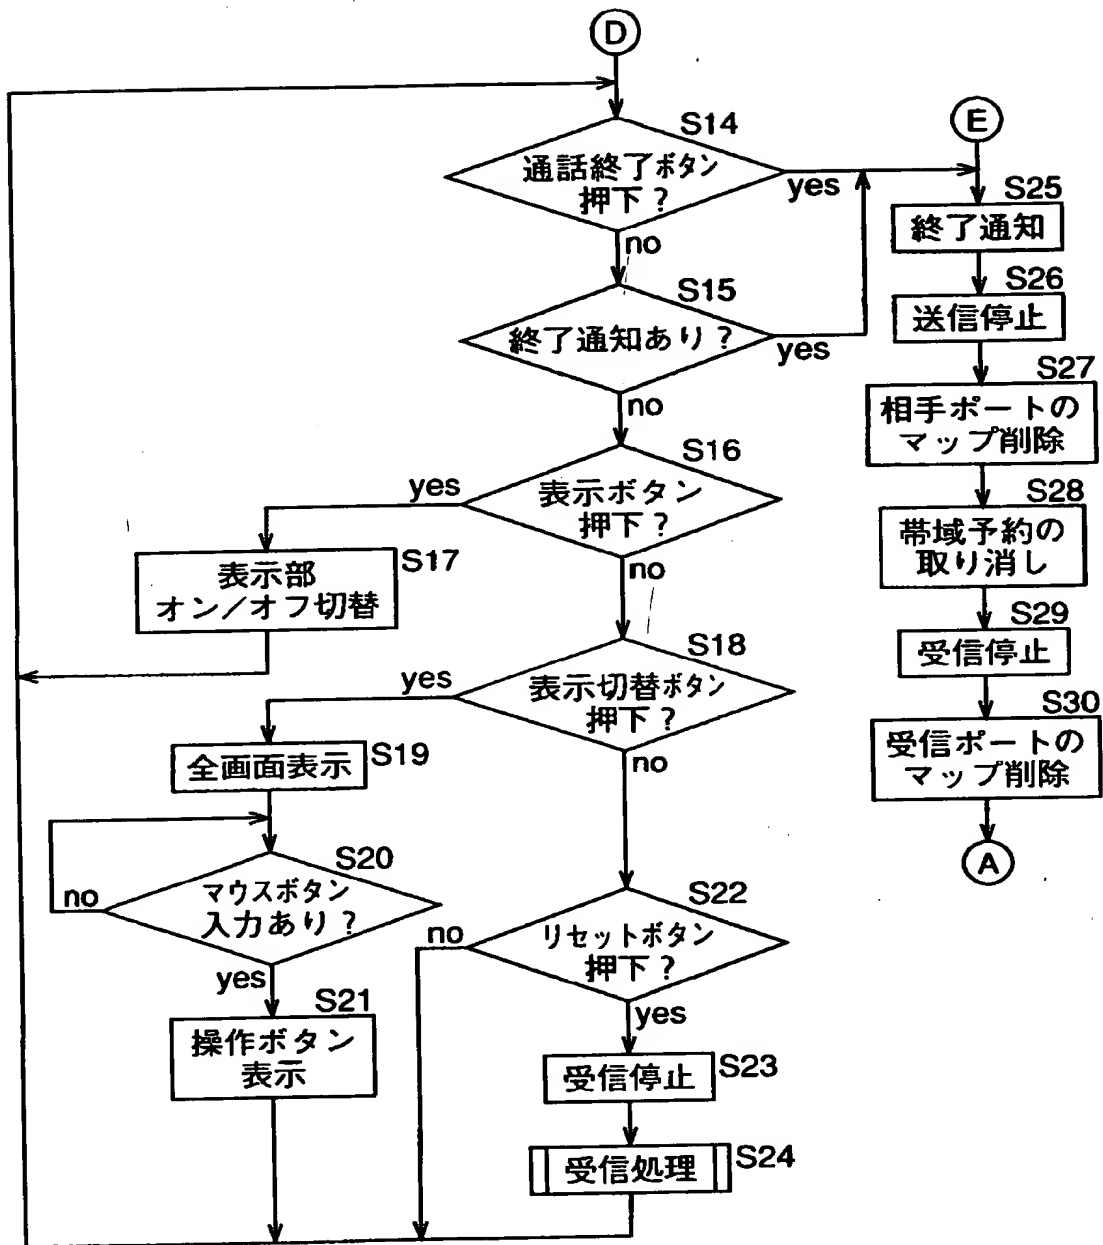 D
S14
通話終了ボタン
押下?
yes
no
S15
終了通知あり?
yes
no
S16
表示ボタン
押下?
yes
no
S17
表示部
オン/オフ切替
S18
表示切替ボタン
押下?
yes
no
S19
全画面表示
S20
マウスボタン
入力あり?
no
yes
S21
操作ボタン
表示
S22
リセットボタン
押下?
no
yes
S23
受信停止
S24
受信処理
E
S25
終了通知
S26
送信停止
S27
相手ポートの
マップ削除
S28
帯域予約の
取り消し
S29
受信停止
S30
受信ポートの
マップ削除
A